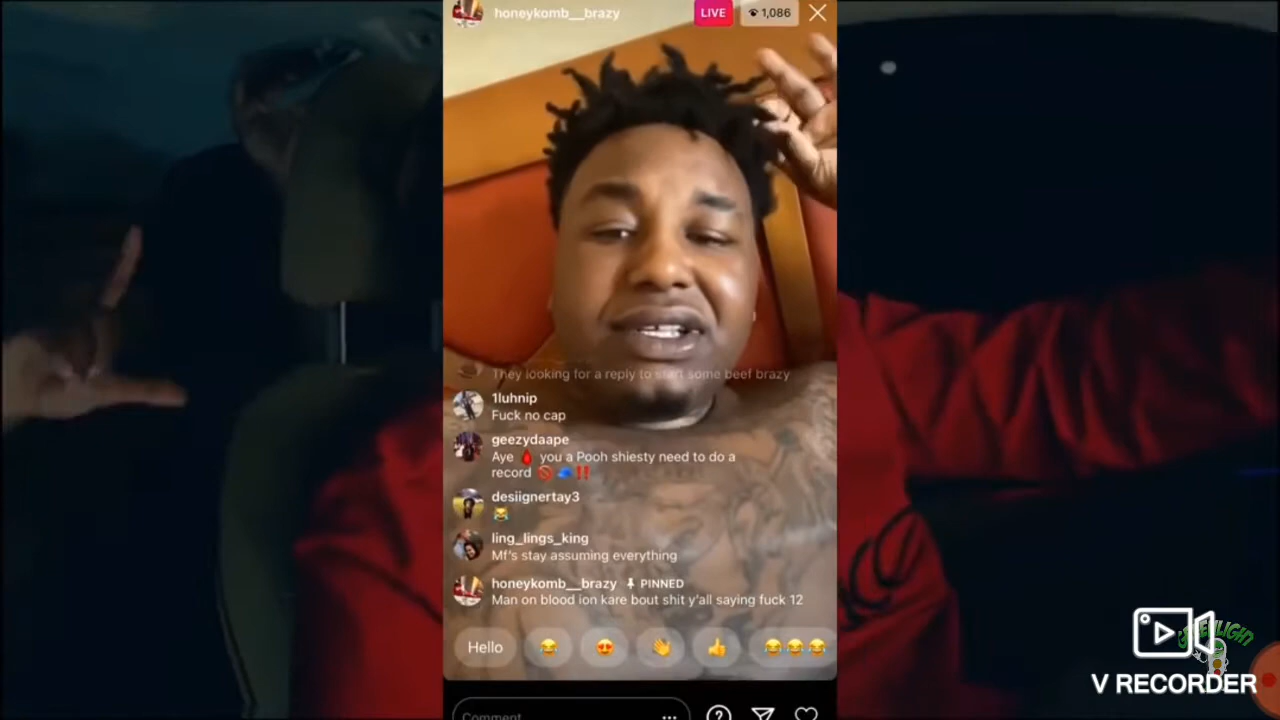 honeykomb__brazy
LIVE
1,086
They looking for a reply to start some beef brazy
1luhnip
Fuck no cap
geezydaape
Aye 🩸 you a Pooh shiesty need to do a
record 🚫🧢‼️
desiignertay3
😹
ling_lings_king
Mf's stay assuming everything
honeykomb__brazy PINNED
Man on blood ion kare bout shit y'all saying fuck 12
Hello 😂 😍 👏 👍 😂😂😂
Comment
V RECORDER